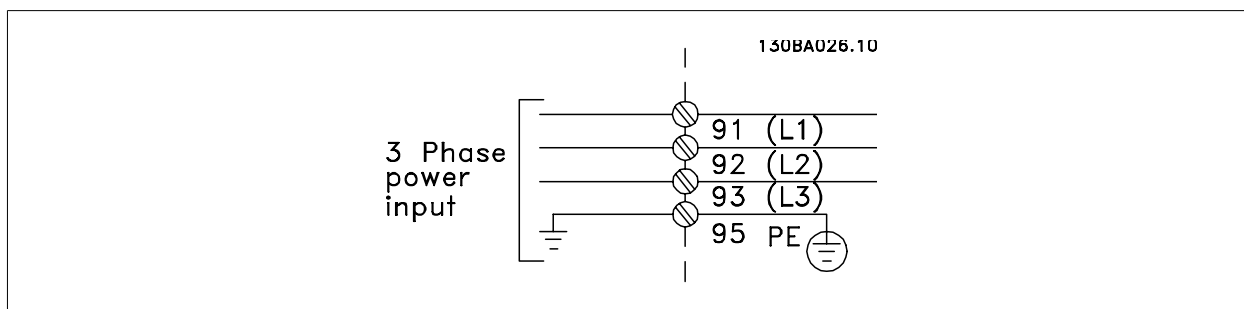 130BA026.10
3 Phase
power
input
91 (L1)
92 (L2)
93 (L3)
95 PE